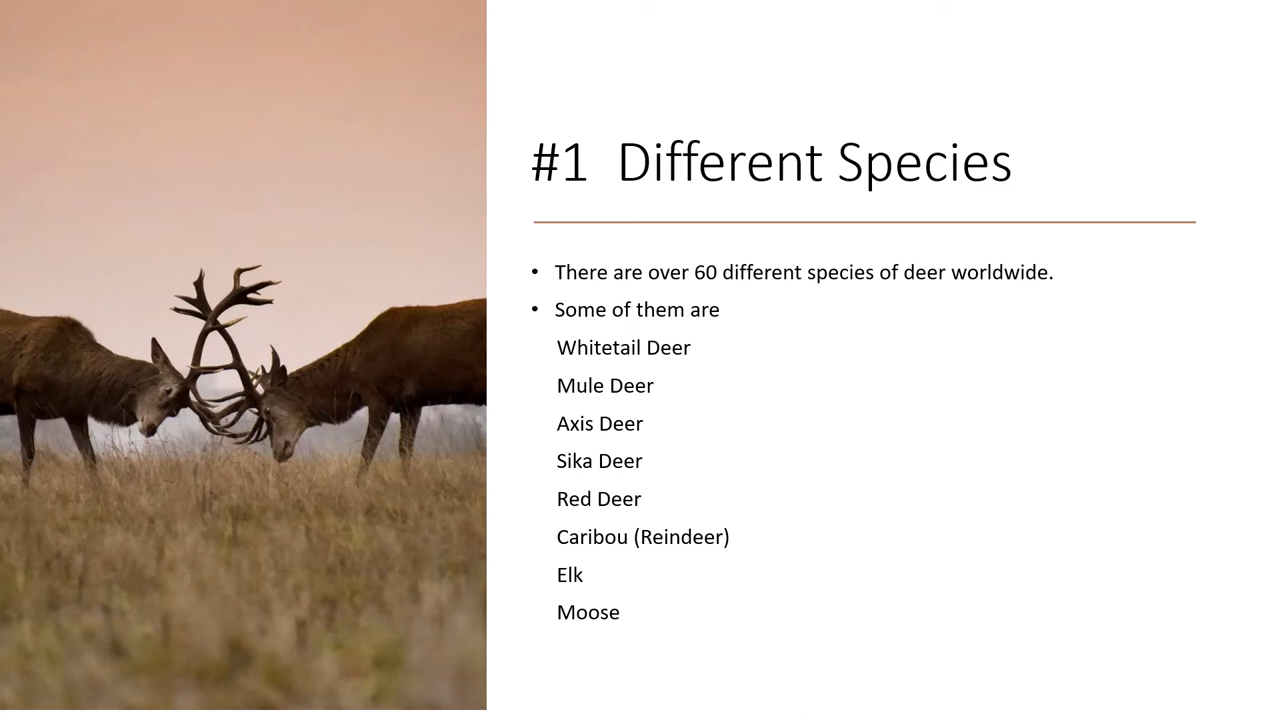 #1 Different Species
• There are over 60 different species of deer worldwide.
• Some of them are
Whitetail Deer
Mule Deer
Axis Deer
Sika Deer
Red Deer
Caribou (Reindeer)
Elk
Moose